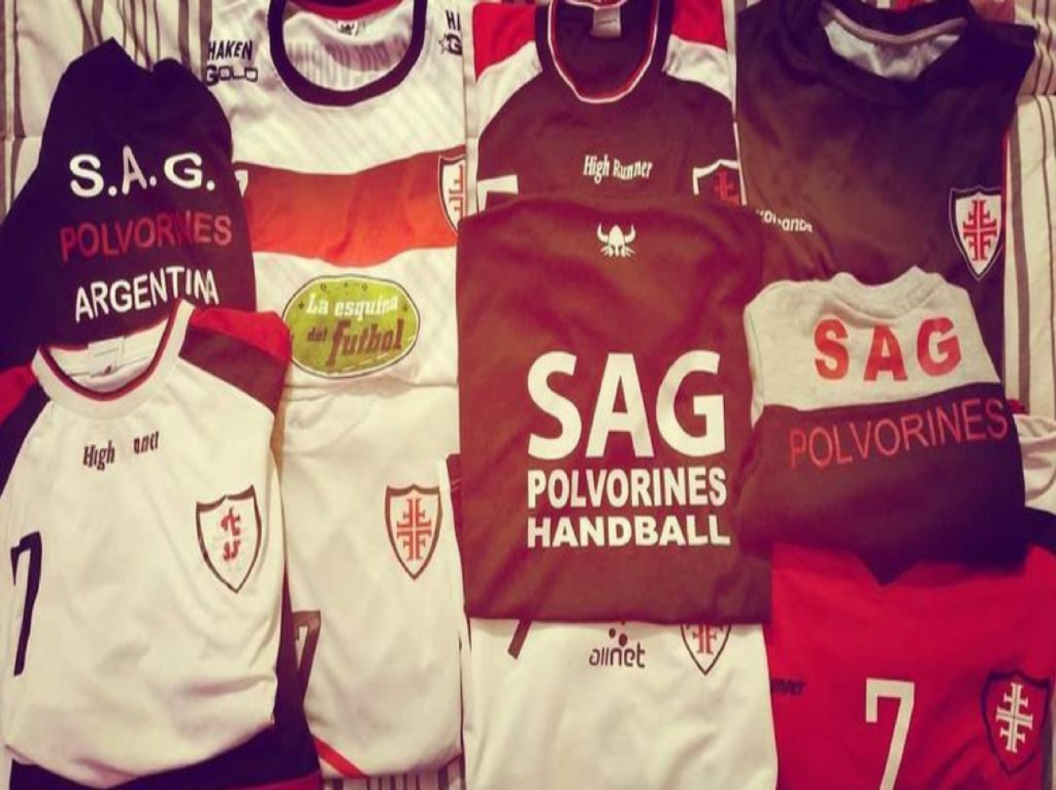 HAKEN
GOLD
S.A.G.
POLVORINES
ARGENTINA
La esquina
del futbol
High Runner
SAG
POLVORINES
HANDBALL
SAG
POLVORINES
High
7
7
allnet
7